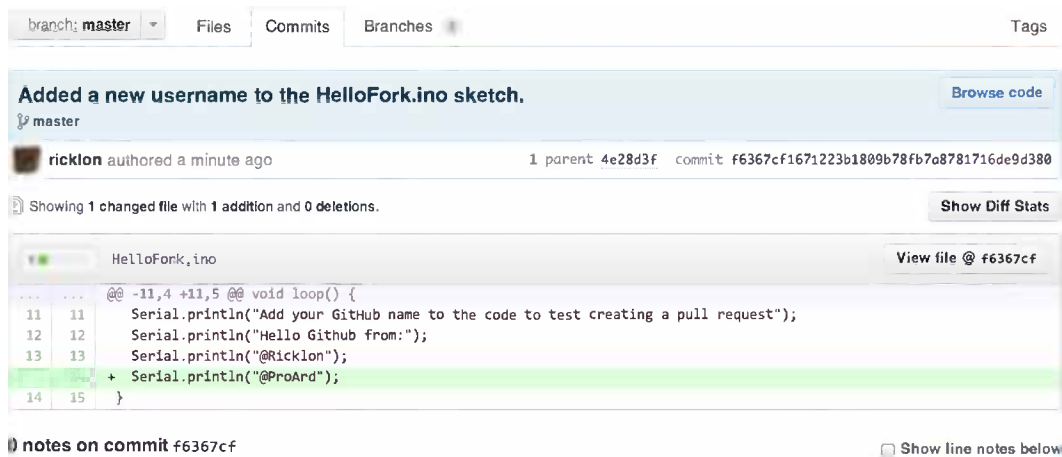 branch: master Files Commits Branches Tags
Added a new username to the HelloFork.ino sketch. Browse code
master
ricklon authored a minute ago 1 parent 4e28d3f commit f6367cf1671223b1809b78fb7a8781716de9d380
Showing 1 changed file with 1 addition and 0 deletions. Show Diff Stats
HelloFork.ino View file @ f6367cf
... ... @@ -11,4 +11,5 @@ void loop() {
11 11 Serial.println("Add your GitHub name to the code to test creating a pull request");
12 12 Serial.println("Hello Github from:");
13 13 Serial.println("@Ricklon");
+ Serial.println("@ProArd");
14 15 }
notes on commit f6367cf Show line notes below